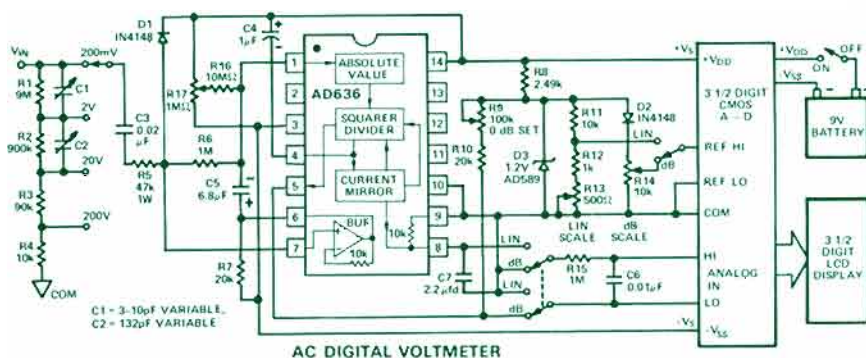 D1
IN4148
C4
1µF
VIN
200mV
R16
10MΩ
R17
1MΩ
1
2
3
4
5
6
7
ABSOLUTE
VALUE
AD636
SQUARER
DIVIDER
CURRENT
MIRROR
BUF
10k
10k
14
13
12
11
10
9
8
R1
9M
C1
2V
R2
900k
C2
20V
R3
90k
200V
R4
10k
COM
C3
0.02
µF
R5
47k
1W
R6
1M
C5
6.8µF
R7
20k
C1 = 3-10pF VARIABLE,
C2 = 132pF VARIABLE
R8
2.49k
R9
100k
0 dB SET
R10
20k
D3
1.2V
AD589
R11
10k
LIN
R12
1k
R13
500Ω
LIN
SCALE
D2
IN4148
dB
R14
10k
dB
SCALE
C7
2.2µfd
LIN
dB
LIN
dB
R15
1M
C6
0.01µF
+VS
+VDD
3 1/2 DIGIT
CMOS
A – D
REF HI
REF LO
COM
HI
ANALOG
IN
LO
-VS
-VSS
+VDD
-VSS
ON
OFF
9V
BATTERY
3 1/2
DIGIT
LCD
DISPLAY
AC DIGITAL VOLTMETER